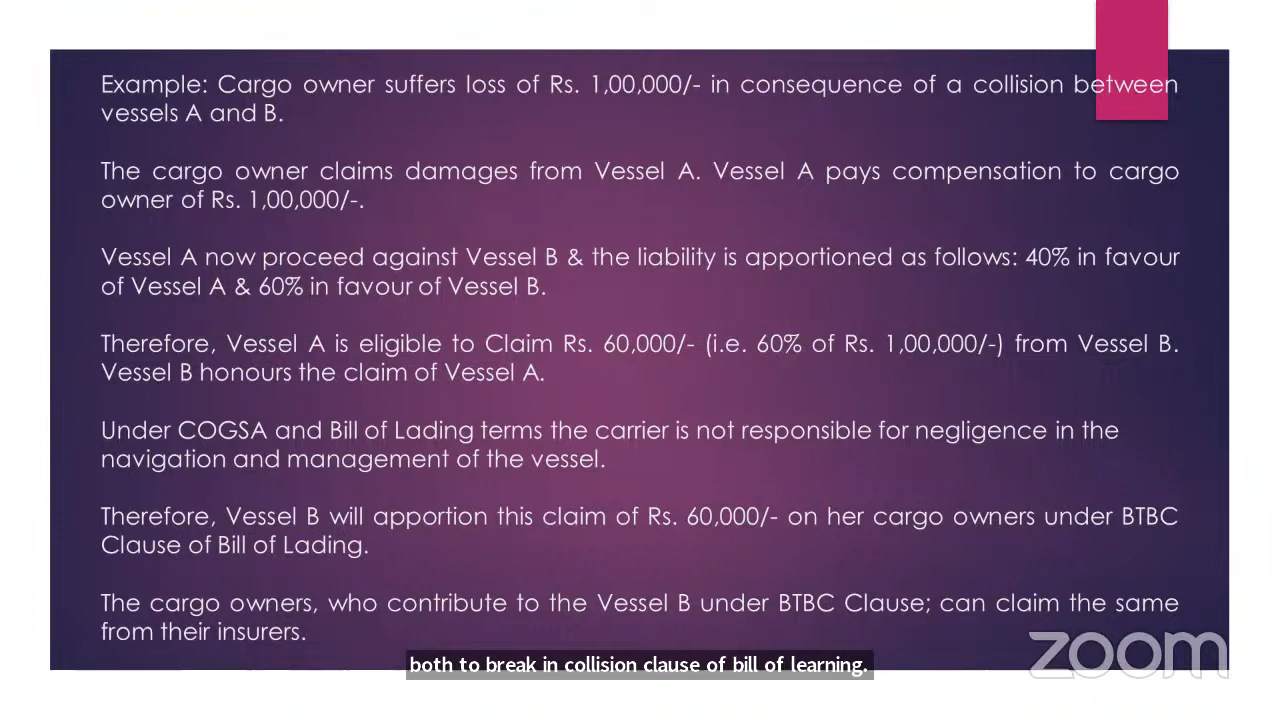 Example: Cargo owner suffers loss of Rs. 1,00,000/- in consequence of a collision between
vessels A and B.
The cargo owner claims damages from Vessel A. Vessel A pays compensation to cargo
owner of Rs. 1,00,000/-.
Vessel A now proceed against Vessel B & the liability is apportioned as follows: 40% in favour
of Vessel A & 60% in favour of Vessel B.
Therefore, Vessel A is eligible to Claim Rs. 60,000/- (i.e. 60% of Rs. 1,00,000/-) from Vessel B.
Vessel B honours the claim of Vessel A.
Under COGSA and Bill of Lading terms the carrier is not responsible for negligence in the
navigation and management of the vessel.
Therefore, Vessel B will apportion this claim of Rs. 60,000/- on her cargo owners under BTBC
Clause of Bill of Lading.
The cargo owners, who contribute to the Vessel B under BTBC Clause; can claim the same
from their insurers.
zoom
both to break in collision clause of bill of learning.